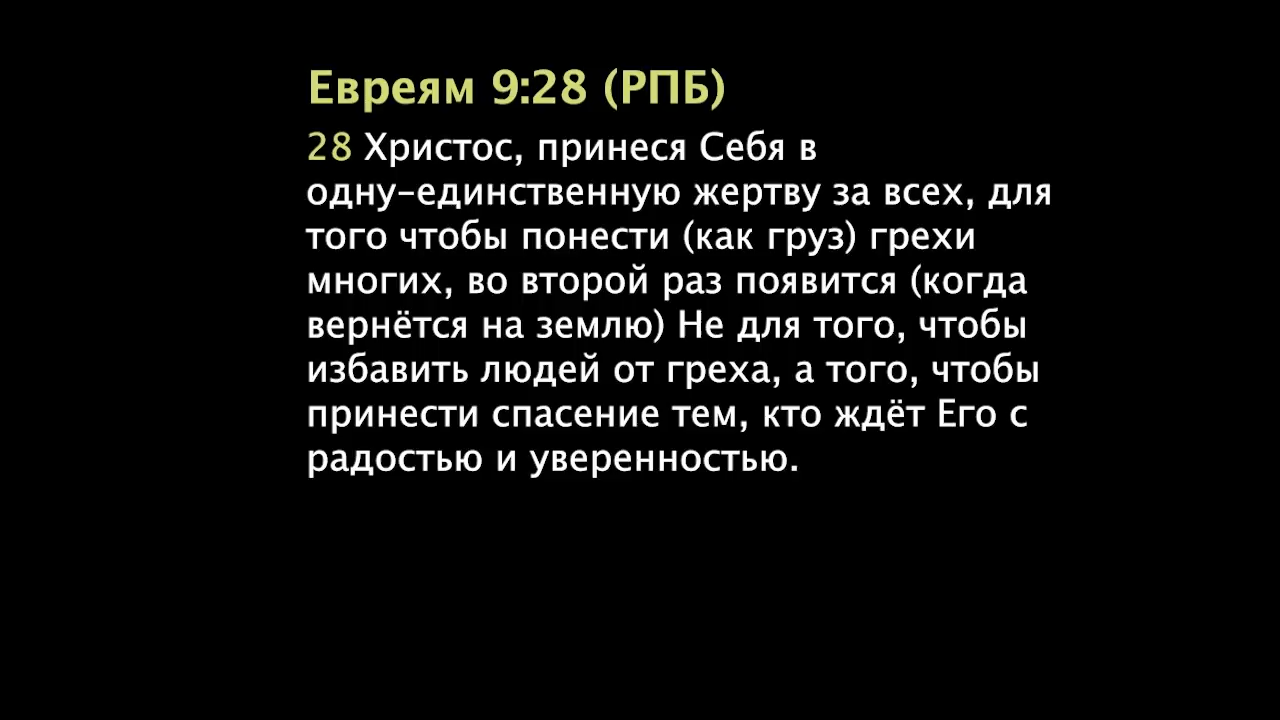 Евреям 9:28 (РПБ)
28 Христос, принеся Себя в
одну–единственную жертву за всех, для
того чтобы понести (как груз) грехи
многих, во второй раз появится (когда
вернётся на землю) Не для того, чтобы
избавить людей от греха, а того, чтобы
принести спасение тем, кто ждёт Его с
радостью и уверенностью.